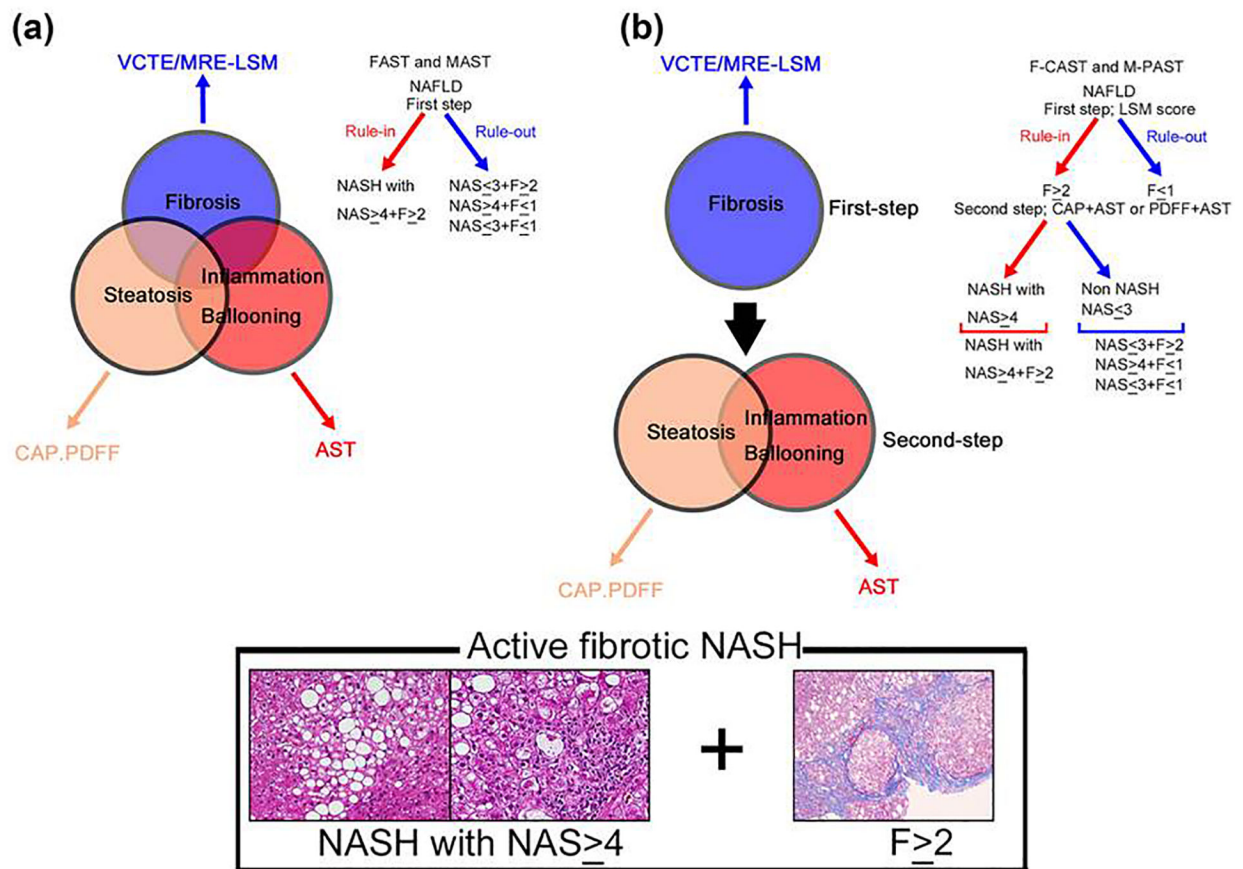 (a)
VCTE/MRE-LSM
FAST and MAST
NAFLD
First step
Rule-in
Rule-out
NASH with
NAS≥4+F≥2
NAS≤3+F≥2
NAS≥4+F≤1
NAS≤3+F≤1
Fibrosis
Steatosis
Inflammation
Ballooning
CAP.PDFF
AST
(b)
VCTE/MRE-LSM
F-CAST and M-PAST
NAFLD
First step; LSM score
Rule-in
Rule-out
F≥2
F≤1
Second step; CAP+AST or PDFF+AST
NASH with
NAS≥4
Non NASH
NAS≤3
NASH with
NAS≥4+F≥2
NAS≤3+F≥2
NAS≥4+F≤1
NAS≤3+F≤1
Fibrosis
First-step
Steatosis
Inflammation
Ballooning
Second-step
CAP.PDFF
AST
Active fibrotic NASH
+
NASH with NAS≥4
F≥2